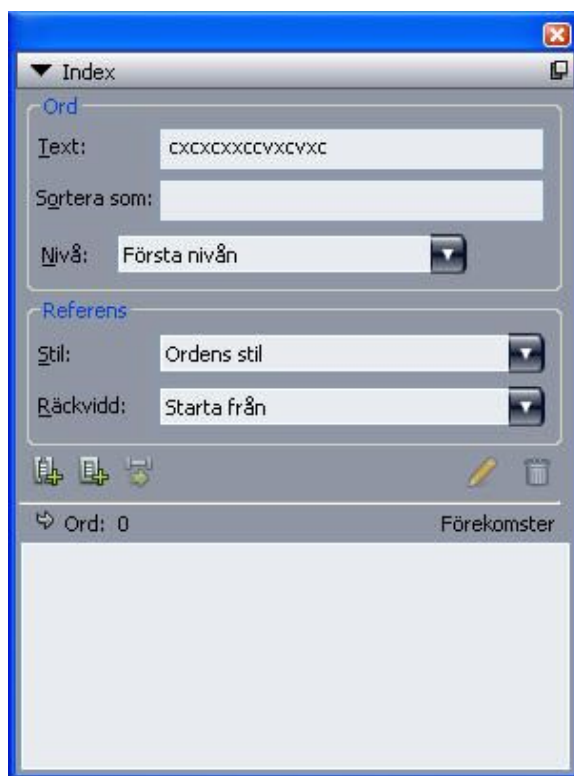 Index
Ord
Text: cxcxcxxccvxcvxc
Sortera som:
Nivå: Första nivån
Referens
Stil: Ordens stil
Räckvidd: Starta från
Ord: 0 Förekomster